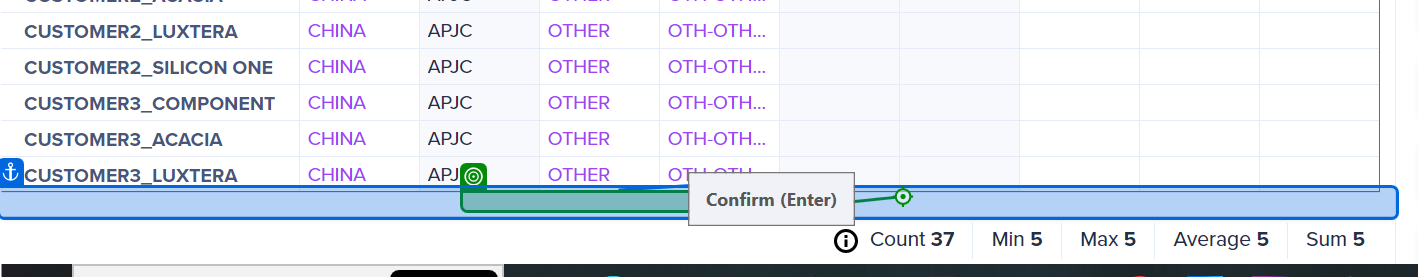 CUSTOMER2_ACACIA CHINA APJC OTHER OTH-OTH...
CUSTOMER2_LUXTERA CHINA APJC OTHER OTH-OTH...
CUSTOMER2_SILICON ONE CHINA APJC OTHER OTH-OTH...
CUSTOMER3_COMPONENT CHINA APJC OTHER OTH-OTH...
CUSTOMER3_ACACIA CHINA APJC OTHER OTH-OTH...
CUSTOMER3_LUXTERA CHINA APJ OTHER OTH-OTH...
Confirm (Enter)
Count 37 Min 5 Max 5 Average 5 Sum 5